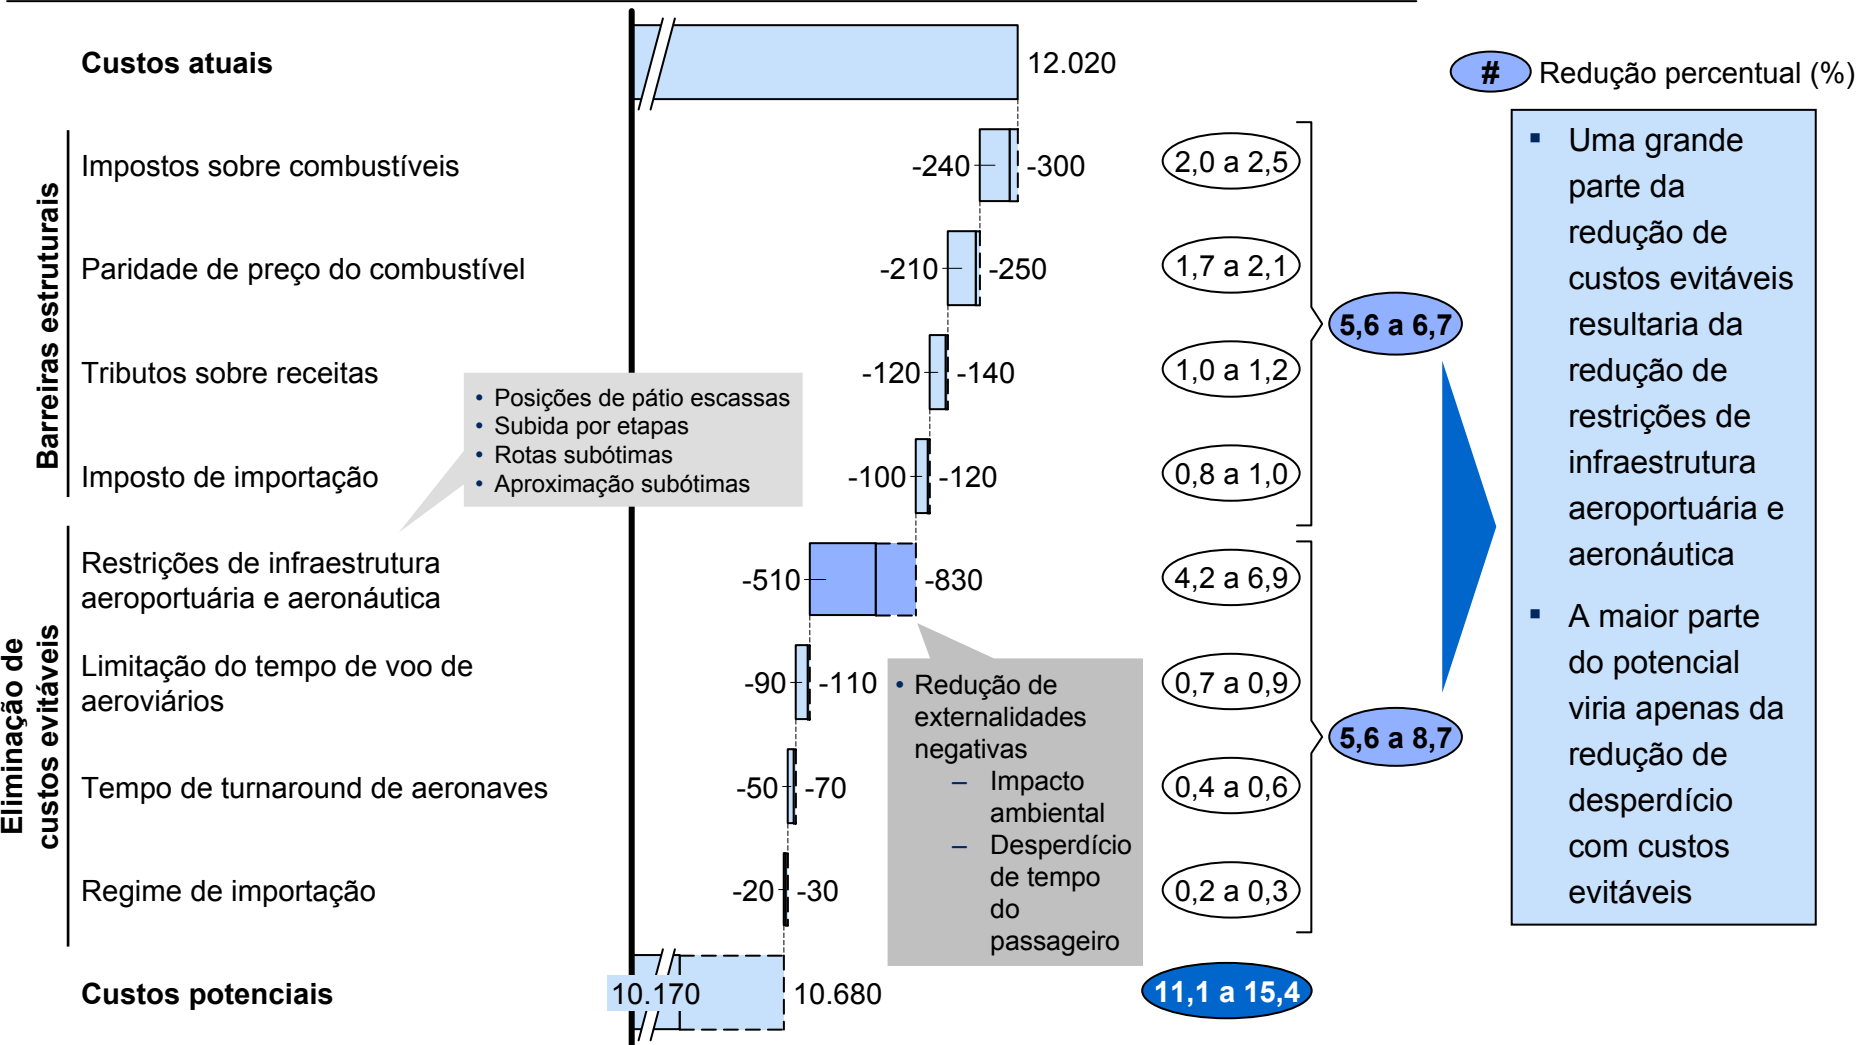 Custos atuais
12.020
# Redução percentual (%)
Barreiras estruturais
Impostos sobre combustíveis
-240
-300
2,0 a 2,5
Paridade de preço do combustível
-210
-250
1,7 a 2,1
Tributos sobre receitas
-120
-140
1,0 a 1,2
Imposto de importação
-100
-120
0,8 a 1,0
5,6 a 6,7
• Posições de pátio escassas
• Subida por etapas
• Rotas subótimas
• Aproximação subótimas
Eliminação de
custos evitáveis
Restrições de infraestrutura
aeroportuária e aeronáutica
-510
-830
4,2 a 6,9
Limitação do tempo de voo de
aeroviários
-90
-110
0,7 a 0,9
Tempo de turnaround de aeronaves
-50
-70
0,4 a 0,6
Regime de importação
-20
-30
0,2 a 0,3
5,6 a 8,7
• Redução de
externalidades
negativas
– Impacto
ambiental
– Desperdício
de tempo
do
passageiro
Custos potenciais
10.170
10.680
11,1 a 15,4
▪ Uma grande
parte da
redução de
custos evitáveis
resultaria da
redução de
restrições de
infraestrutura
aeroportuária e
aeronáutica
▪ A maior parte
do potencial
viria apenas da
redução de
desperdício
com custos
evitáveis